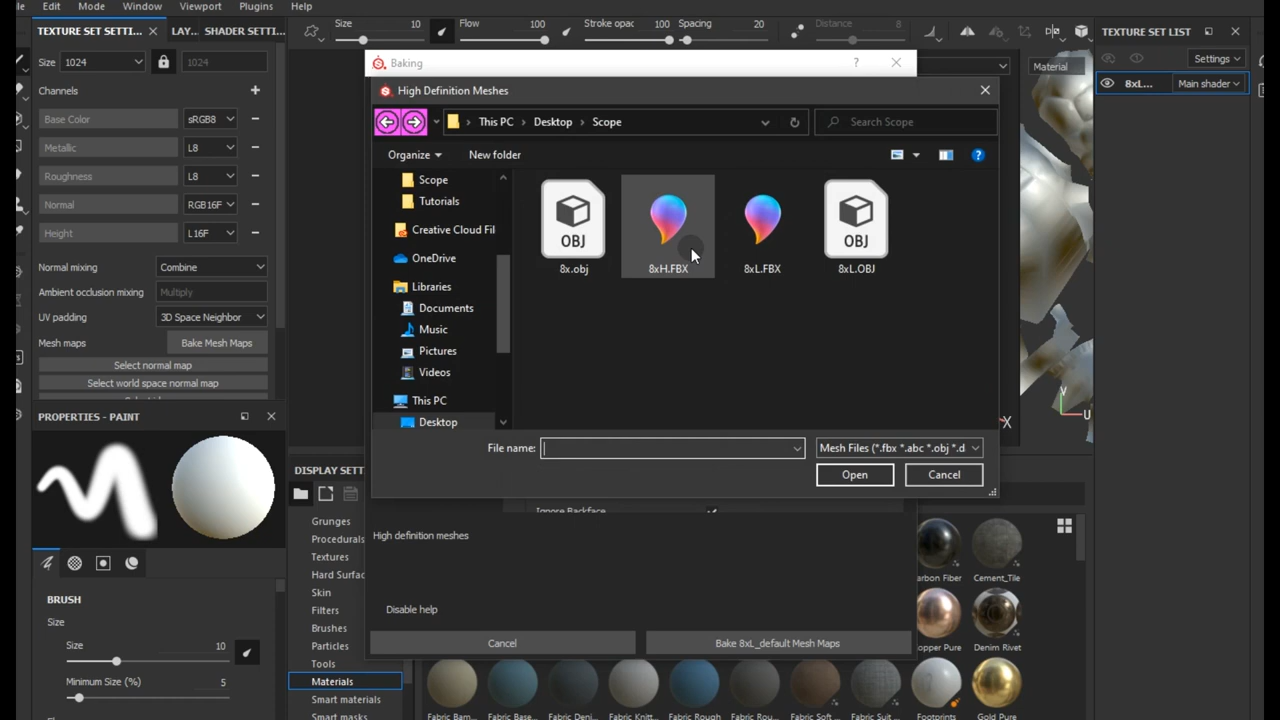 le Edit Mode Window Viewport Plugins Help
Size 10 Flow 100 Stroke opac 100 Spacing 20 Distance 8
TEXTURE SET SETTI... LAY... SHADER SETTI...
Size 1024 1024
Channels
Base Color sRGB8
Metallic L8
Roughness L8
Normal RGB16F
Height L16F
Normal mixing Combine
Ambient occlusion mixing Multiply
UV padding 3D Space Neighbor
Mesh maps Bake Mesh Maps
Select normal map
Select world space normal map
PROPERTIES - PAINT
BRUSH
Size
Size 10
Minimum Size (%) 5
Baking ?
High Definition Meshes
This PC Desktop Scope Search Scope
Organize New folder
Scope
Tutorials
Creative Cloud Fil
OneDrive
Libraries
Documents
Music
Pictures
Videos
This PC
Desktop
OBJ OBJ
8x.obj 8xH.FBX 8xL.FBX 8xL.OBJ
File name: Mesh Files (*.fbx *.abc *.obj *.d
Open Cancel
Ignore Backface
High definition meshes
Disable help
Cancel Bake 8xL_default Mesh Maps
DISPLAY SETT
Grunges
Procedurals
Textures
Hard Surfac
Skin
Filters
Brushes
Particles
Tools
Materials
Smart materials
Smart masks
arbon Fiber Cement_Tile
opper Pure Denim Rivet
Fabric Bam... Fabric Base... Fabric Deni... Fabric Knitt... Fabric Rough Fabric Rou... Fabric Soft ... Fabric Suit ... Footprints Gold Pure
Material
X
V
U
TEXTURE SET LIST
Settings
8xL... Main shader